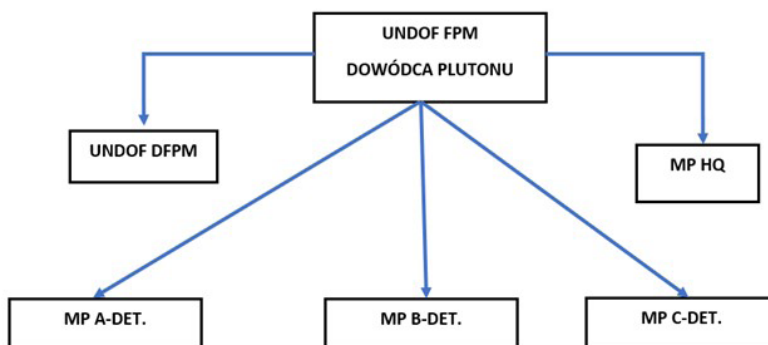 UNDOF FPM
DOWÓDCA PLUTONU
UNDOF DFPM
MP HQ
MP A-DET.
MP B-DET.
MP C-DET.